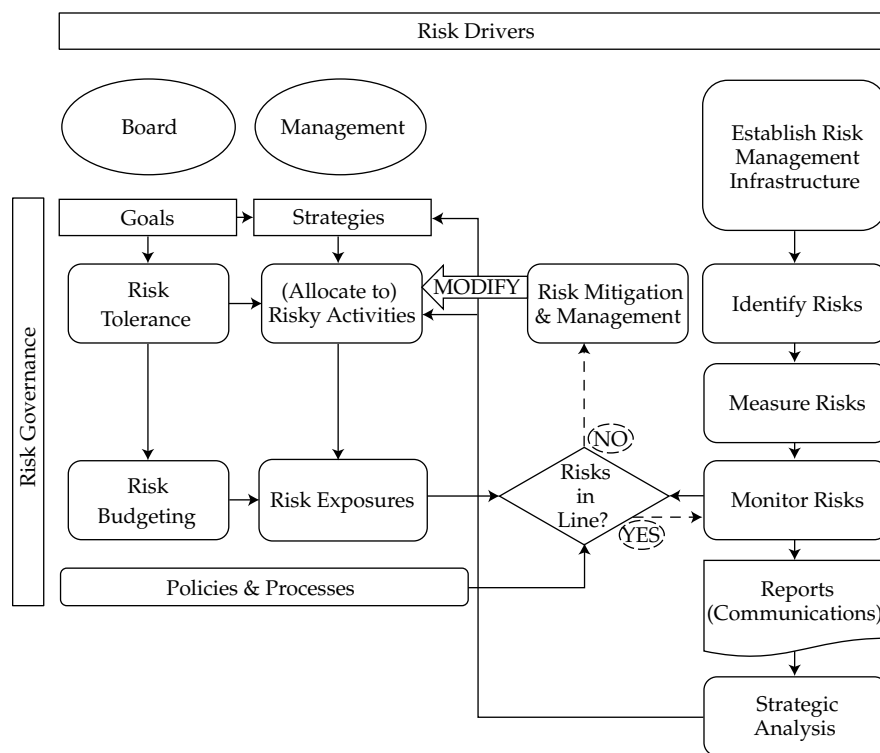 Risk Drivers
Board
Management
Establish Risk
Management
Infrastructure
Risk Governance
Goals
Strategies
Risk
Tolerance
(Allocate to)
Risky Activities
MODIFY
Risk Mitigation
& Management
Identify Risks
Measure Risks
NO
Risk
Budgeting
Risk Exposures
Risks
in
Line?
Monitor Risks
YES
Policies & Processes
Reports
(Communications)
Strategic
Analysis